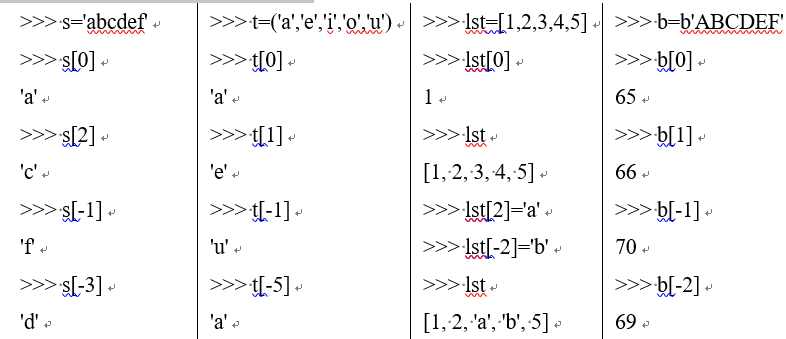 >>> s='abcdef'
>>> s[0]
'a'
>>> s[2]
'c'
>>> s[-1]
'f'
>>> s[-3]
'd'
>>> t=('a','e','i','o','u')
>>> t[0]
'a'
>>> t[1]
'e'
>>> t[-1]
'u'
>>> t[-5]
'a'
>>> lst=[1,2,3,4,5]
>>> lst[0]
1
>>> lst
[1, 2, 3, 4, 5]
>>> lst[2]='a'
>>> lst[-2]='b'
>>> lst
[1, 2, 'a', 'b', 5]
>>> b=b'ABCDEF'
>>> b[0]
65
>>> b[1]
66
>>> b[-1]
70
>>> b[-2]
69